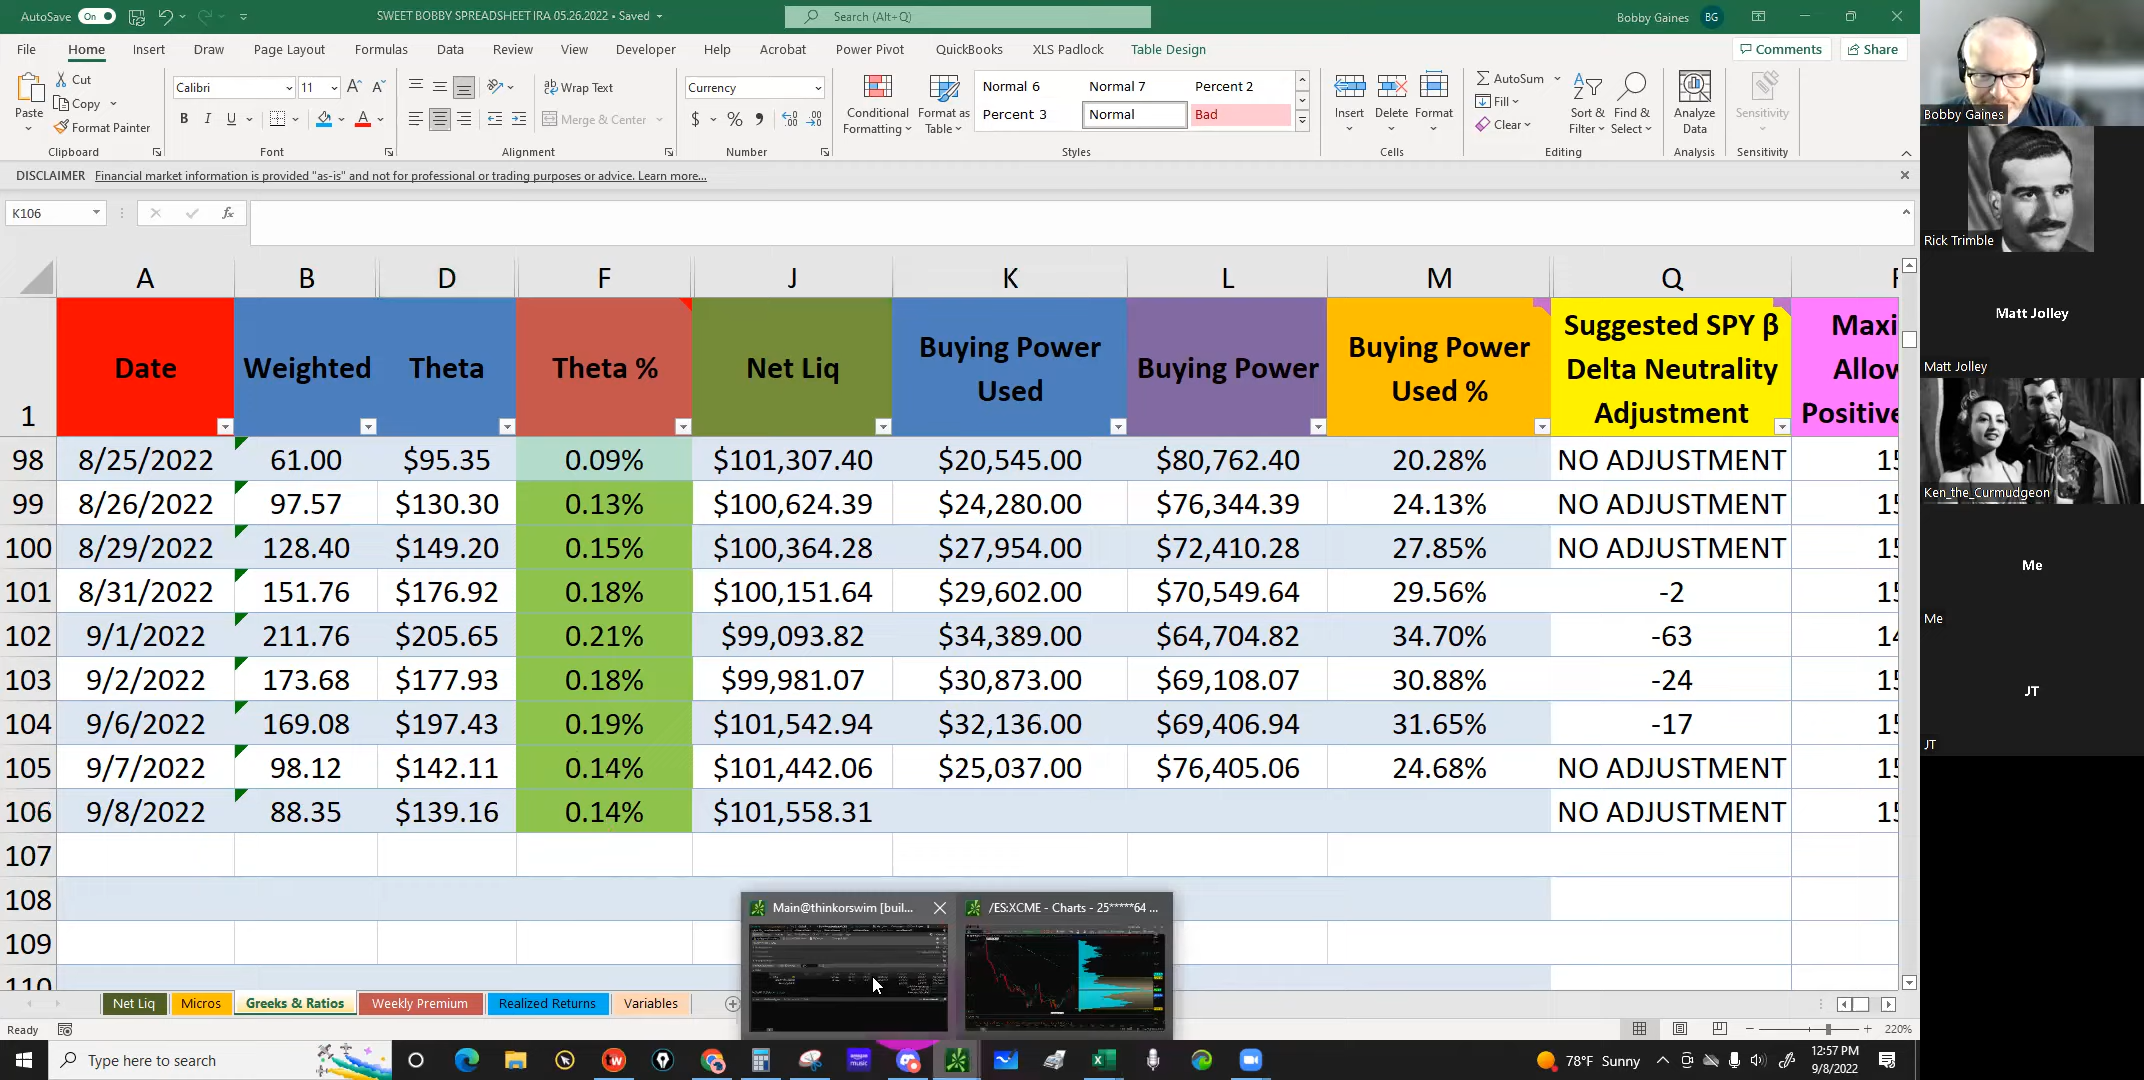 AutoSave On SWEET BOBBY SPREADSHEET IRA 05.26.2022 • Saved Search (Alt+Q) Bobby Gaines BG
File Home Insert Draw Page Layout Formulas Data Review View Developer Help Acrobat Power Pivot QuickBooks XLS Padlock Table Design Comments Share
Paste Cut Copy Format Painter Clipboard
Calibri 11 B I U Font
Wrap Text Merge & Center Alignment
Currency $ % Number
Conditional Formatting Format as Table Normal 6 Normal 7 Percent 2 Percent 3 Normal Bad Styles
Insert Delete Format Cells
AutoSum Fill Clear Sort & Filter Find & Select Editing
Analyze Data Analysis
Sensitivity Sensitivity
DISCLAIMER Financial market information is provided "as-is" and not for professional or trading purposes or advice. Learn more...
K106 fx
A B D F J K L M Q
1 Date Weighted Theta Theta % Net Liq Buying Power Used Buying Power Buying Power Used % Suggested SPY β Delta Neutrality Adjustment Maxi Allow Positive
98 8/25/2022 61.00 $95.35 0.09% $101,307.40 $20,545.00 $80,762.40 20.28% NO ADJUSTMENT 15
99 8/26/2022 97.57 $130.30 0.13% $100,624.39 $24,280.00 $76,344.39 24.13% NO ADJUSTMENT 15
100 8/29/2022 128.40 $149.20 0.15% $100,364.28 $27,954.00 $72,410.28 27.85% NO ADJUSTMENT 15
101 8/31/2022 151.76 $176.92 0.18% $100,151.64 $29,602.00 $70,549.64 29.56% -2 15
102 9/1/2022 211.76 $205.65 0.21% $99,093.82 $34,389.00 $64,704.82 34.70% -63 14
103 9/2/2022 173.68 $177.93 0.18% $99,981.07 $30,873.00 $69,108.07 30.88% -24 15
104 9/6/2022 169.08 $197.43 0.19% $101,542.94 $32,136.00 $69,406.94 31.65% -17 15
105 9/7/2022 98.12 $142.11 0.14% $101,442.06 $25,037.00 $76,405.06 24.68% NO ADJUSTMENT 15
106 9/8/2022 88.35 $139.16 0.14% $101,558.31 NO ADJUSTMENT 15
107
108
109
110
Main@thinkorswim [buil... /ES:XCME - Charts - 25*****64 ...
Net Liq Micros Greeks & Ratios Weekly Premium Realized Returns Variables
Ready 220%
Type here to search 78°F Sunny 12:57 PM
9/8/2022
Bobby Gaines
Rick Trimble
Matt Jolley
Matt Jolley
Ken_the_Curmudgeon
Me
Me
JT
JT